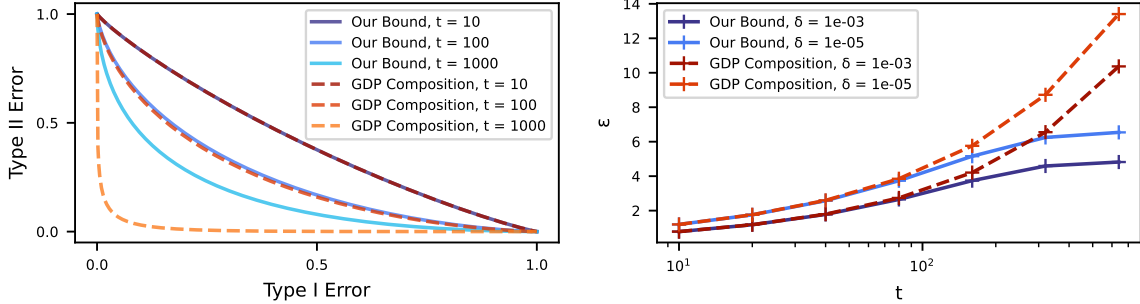 Type II Error
1.0
0.5
0.0
Our Bound, t = 10
Our Bound, t = 100
Our Bound, t = 1000
GDP Composition, t = 10
GDP Composition, t = 100
GDP Composition, t = 1000
0.0 0.5 1.0
Type I Error
ε
14
12
10
8
6
4
2
Our Bound, δ = 1e-03
Our Bound, δ = 1e-05
GDP Composition, δ = 1e-03
GDP Composition, δ = 1e-05
10¹ 10²
t